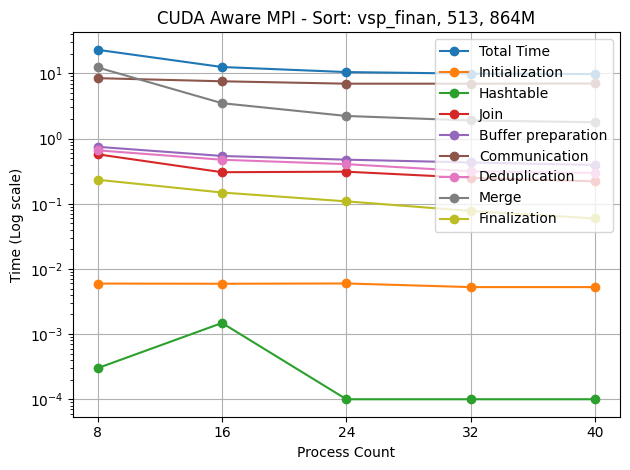 CUDA Aware MPI - Sort: vsp_finan, 513, 864M
Time (Log scale)
10¹
10⁰
10⁻¹
10⁻²
10⁻³
10⁻⁴
Total Time
Initialization
Hashtable
Join
Buffer preparation
Communication
Deduplication
Merge
Finalization
8 16 24 32 40
Process Count